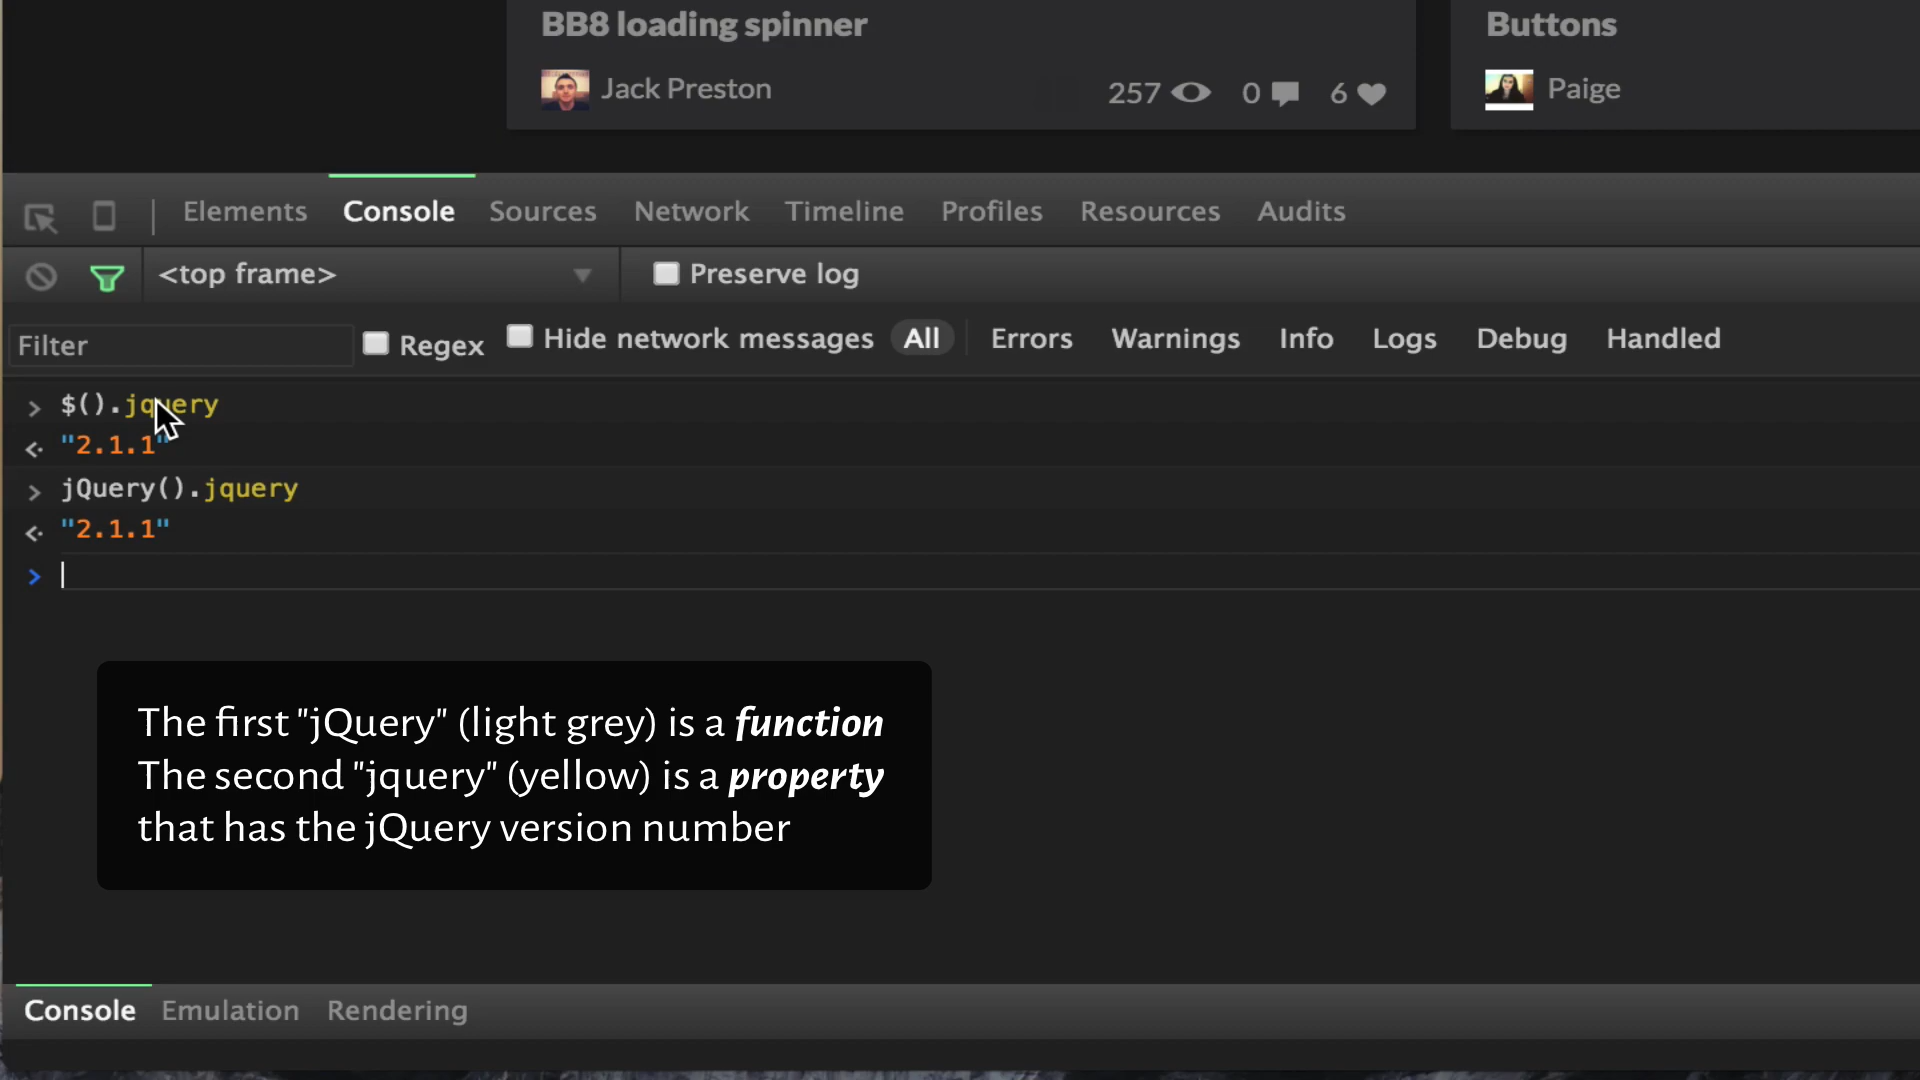 BB8 loading spinner
Buttons
Jack Preston
257 0 6
Paige
Elements Console Sources Network Timeline Profiles Resources Audits
<top frame> Preserve log
Filter Regex Hide network messages All Errors Warnings Info Logs Debug Handled
> $().jquery
"2.1.1"
> jQuery().jquery
"2.1.1"
>
The first "jQuery" (light grey) is a function
The second "jquery" (yellow) is a property
that has the jQuery version number
Console Emulation Rendering